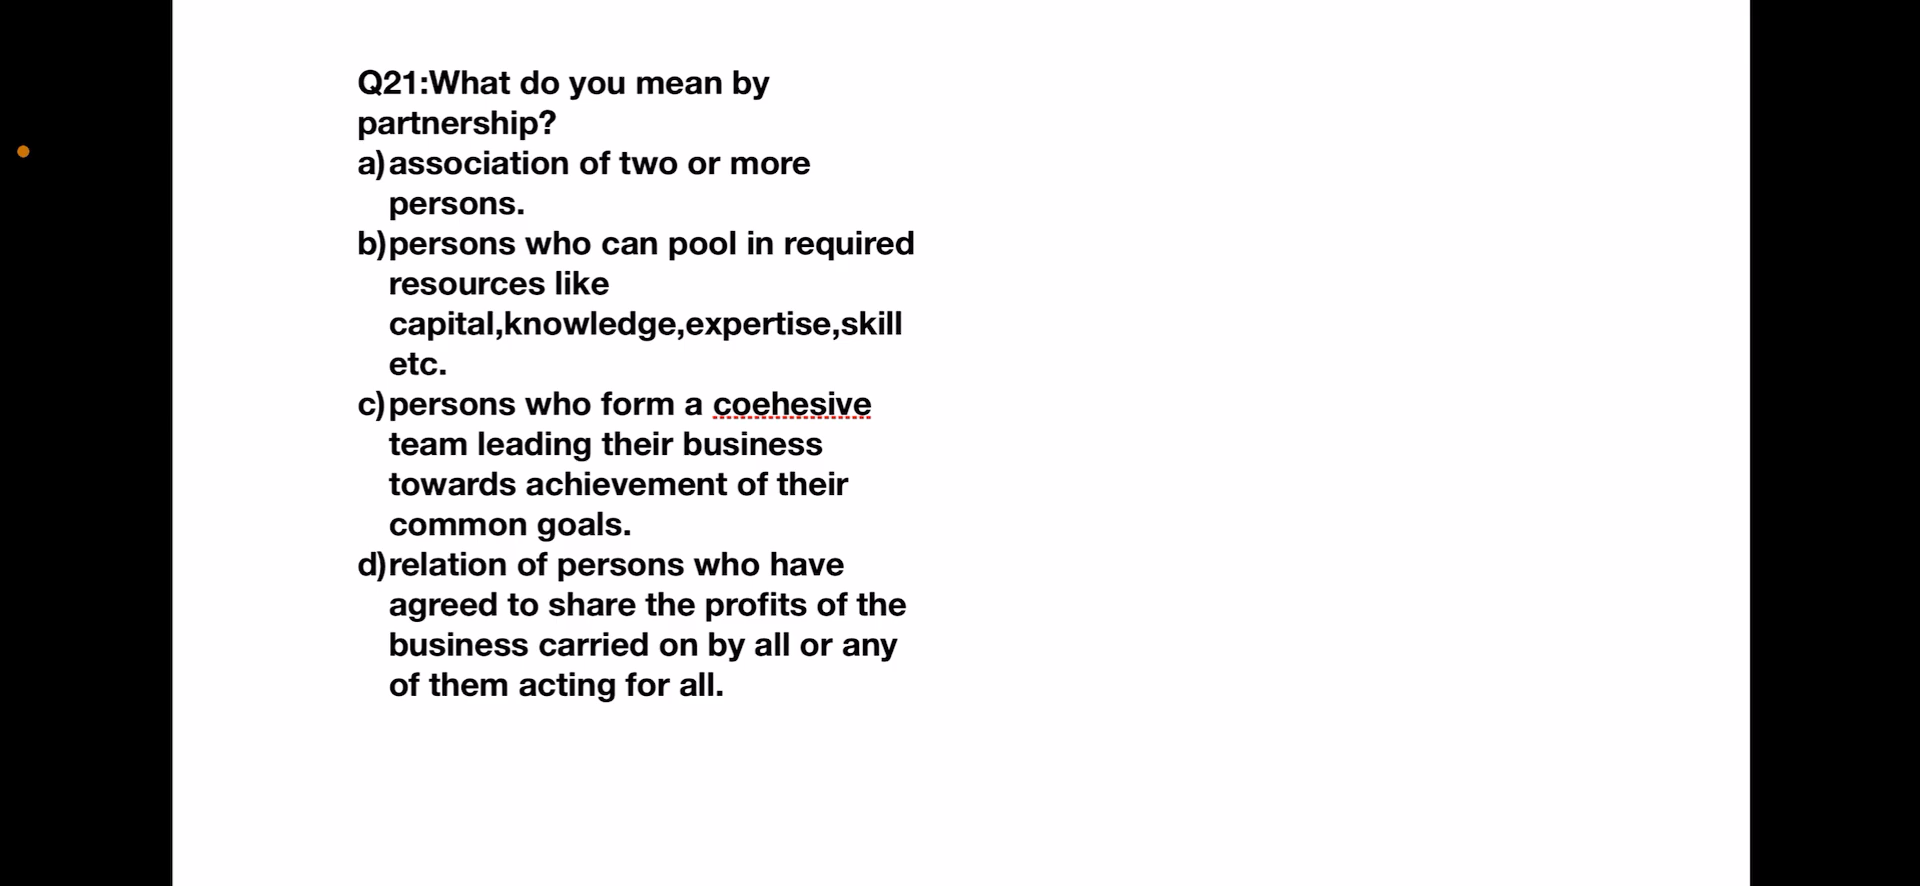 Q21:What do you mean by
partnership?
a)association of two or more
persons.
b)persons who can pool in required
resources like
capital,knowledge,expertise,skill
etc.
c)persons who form a coehesive
team leading their business
towards achievement of their
common goals.
d)relation of persons who have
agreed to share the profits of the
business carried on by all or any
of them acting for all.